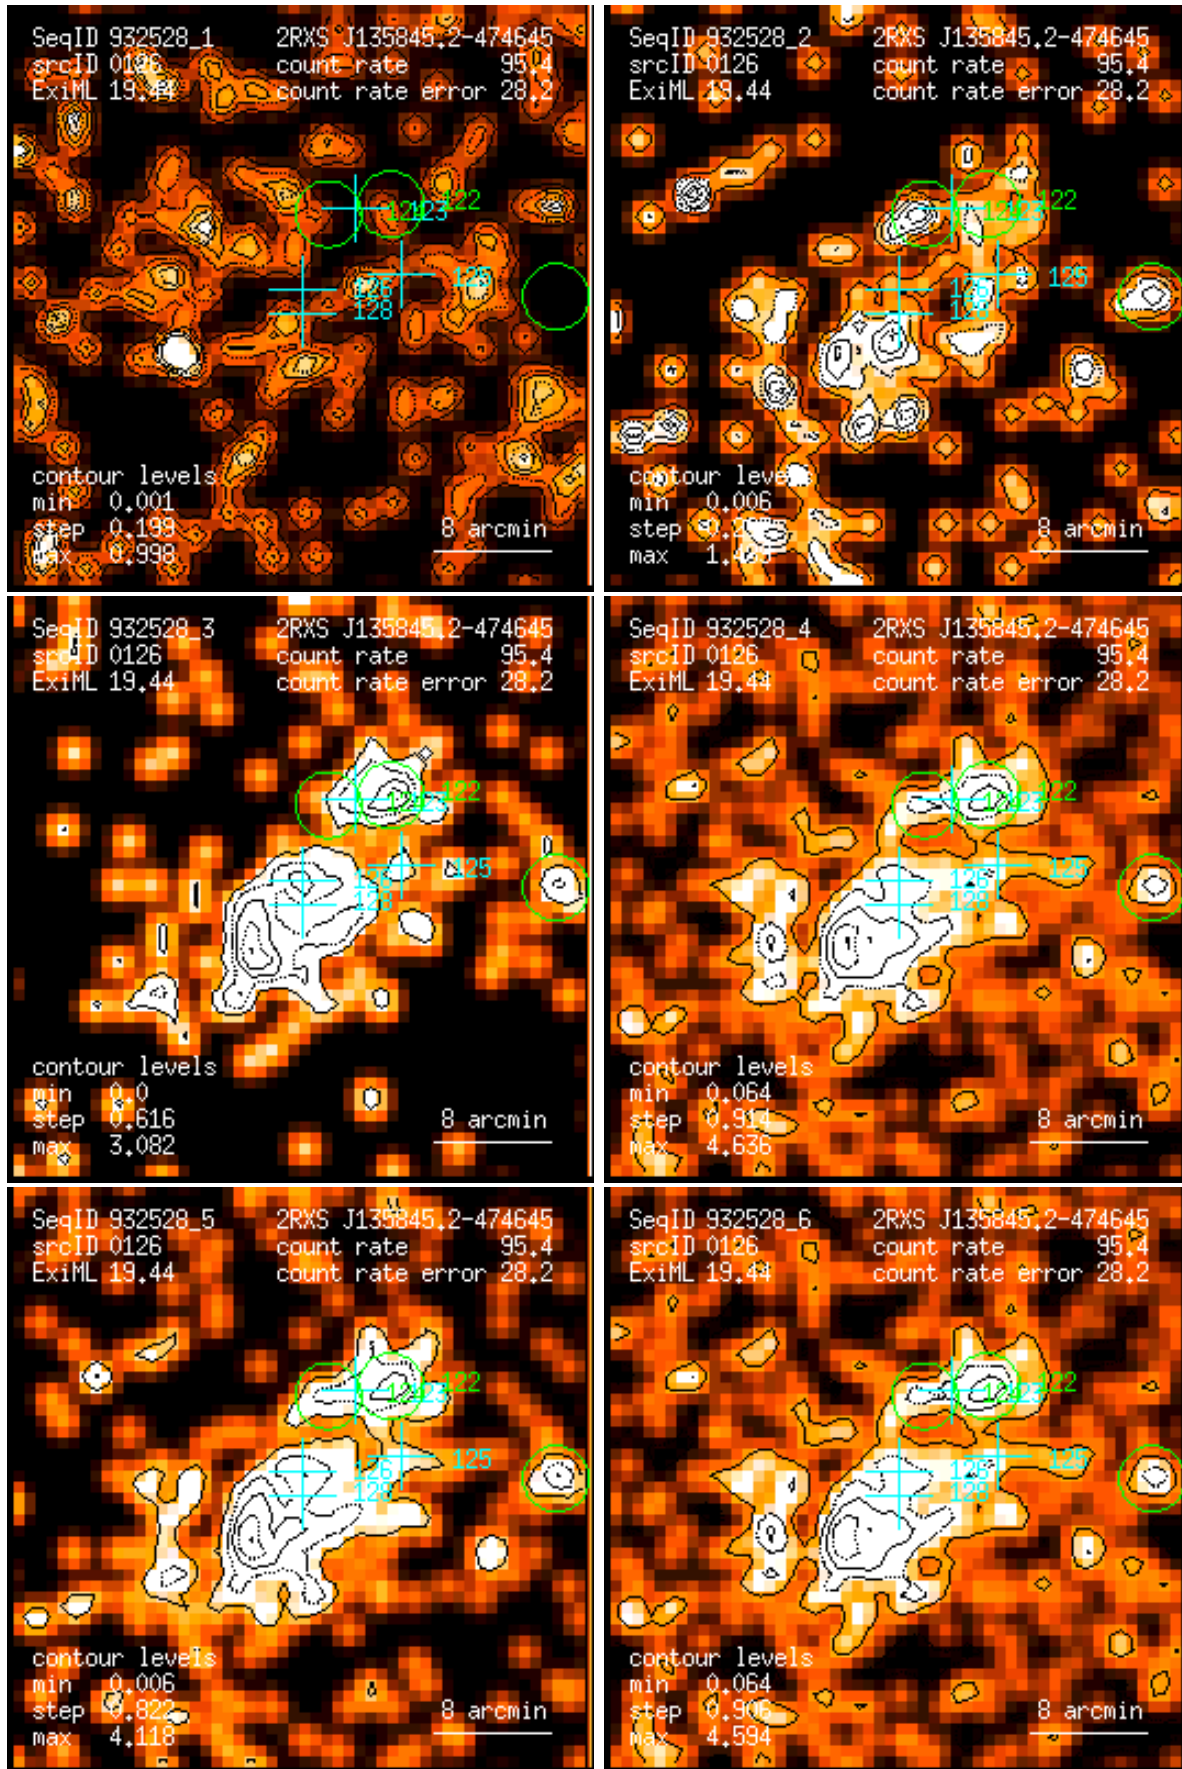 SeqID 932528_1 2RXS J135845.2-474645
srcID 0126 count rate 95.4
ExiML 19.44 count rate error 28.2
122
123
125
126
128
contour levels
min 0.001
step 0.199
max 0.998
8 arcmin
SeqID 932528_2 2RXS J135845.2-474645
srcID 0126 count rate 95.4
ExiML 19.44 count rate error 28.2
122
123
125
126
128
contour levels
min 0.006
step
max
8 arcmin
SeqID 932528_3 2RXS J135845.2-474645
srcID 0126 count rate 95.4
ExiML 19.44 count rate error 28.2
122
123
125
126
128
contour levels
min 0.0
step 0.616
max 3.082
8 arcmin
SeqID 932528_4 2RXS J135845.2-474645
srcID 0126 count rate 95.4
ExiML 19.44 count rate error 28.2
122
123
125
126
128
contour levels
min 0.064
step 0.914
max 4.636
8 arcmin
SeqID 932528_5 2RXS J135845.2-474645
srcID 0126 count rate 95.4
ExiML 19.44 count rate error 28.2
122
123
125
126
128
contour levels
min 0.006
step 0.822
max 4.118
8 arcmin
SeqID 932528_6 2RXS J135845.2-474645
srcID 0126 count rate 95.4
ExiML 19.44 count rate error 28.2
122
123
125
126
128
contour levels
min 0.064
step 0.906
max 4.594
8 arcmin